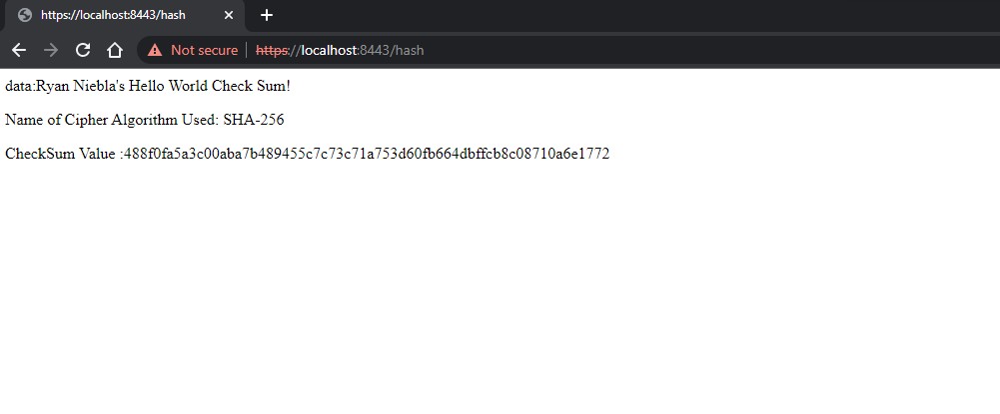 https://localhost:8443/hash
Not secure https://localhost:8443/hash
data:Ryan Niebla's Hello World Check Sum!
Name of Cipher Algorithm Used: SHA-256
CheckSum Value :488f0fa5a3c00aba7b489455c7c73c71a753d60fb664dbffcb8c08710a6e1772